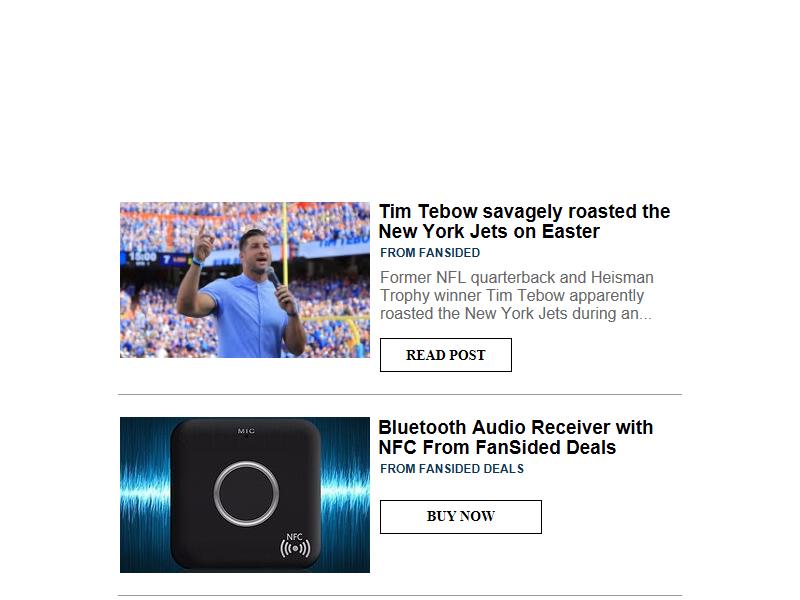 Tim Tebow savagely roasted the
New York Jets on Easter
FROM FANSIDED
Former NFL quarterback and Heisman
Trophy winner Tim Tebow apparently
roasted the New York Jets during an...
READ POST
Bluetooth Audio Receiver with
NFC From FanSided Deals
FROM FANSIDED DEALS
BUY NOW
MIC
NFC